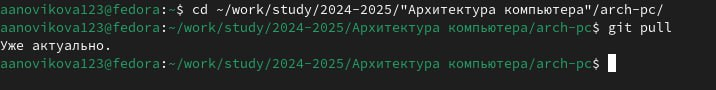 aanovikova123@fedora:~$ cd ~/work/study/2024-2025/"Архитектура компьютера"/arch-pc/
aanovikova123@fedora:~/work/study/2024-2025/Архитектура компьютера/arch-pc$ git pull
Уже актуально.
aanovikova123@fedora:~/work/study/2024-2025/Архитектура компьютера/arch-pc$